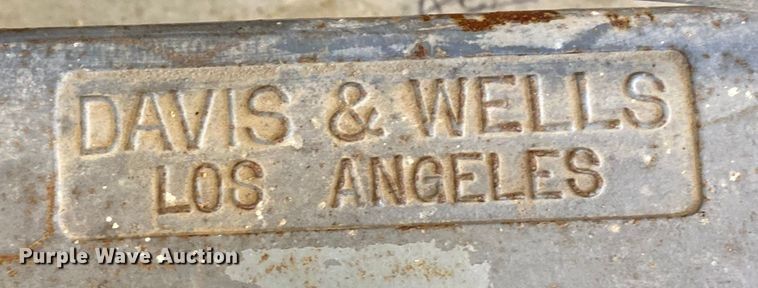 DAVIS & WELLS
LOS ANGELES
Purple Wave Auction